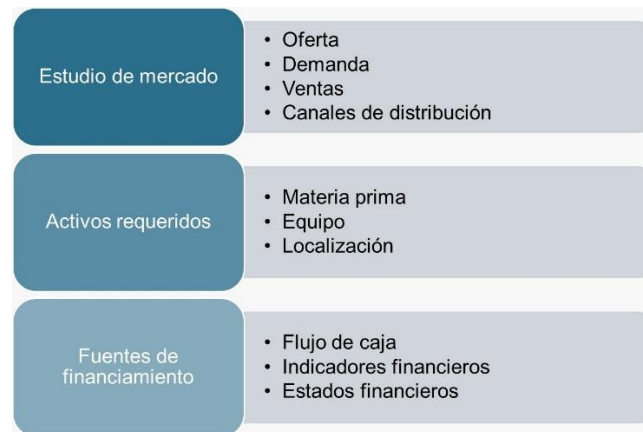 Estudio de mercado
• Oferta
• Demanda
• Ventas
• Canales de distribución
Activos requeridos
• Materia prima
• Equipo
• Localización
Fuentes de
financiamiento
• Flujo de caja
• Indicadores financieros
• Estados financieros